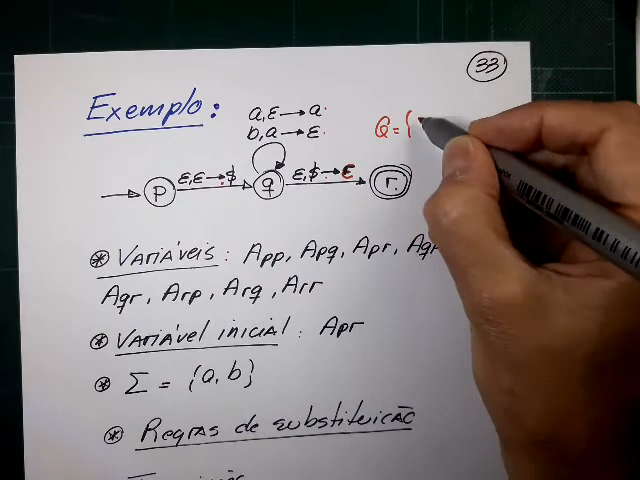 33
Exemplo:
a,ε→a
b,a→ε
Q={
p
ε,ε→$
q
ε,$→ε
r
⊛ Variáveis: App, Apq, Apr, Aqp
Aqr, Arp, Arq, Arr
⊛ Variável inicial: Apr
⊛ Σ = {a,b}
⊛ Regras de substituição